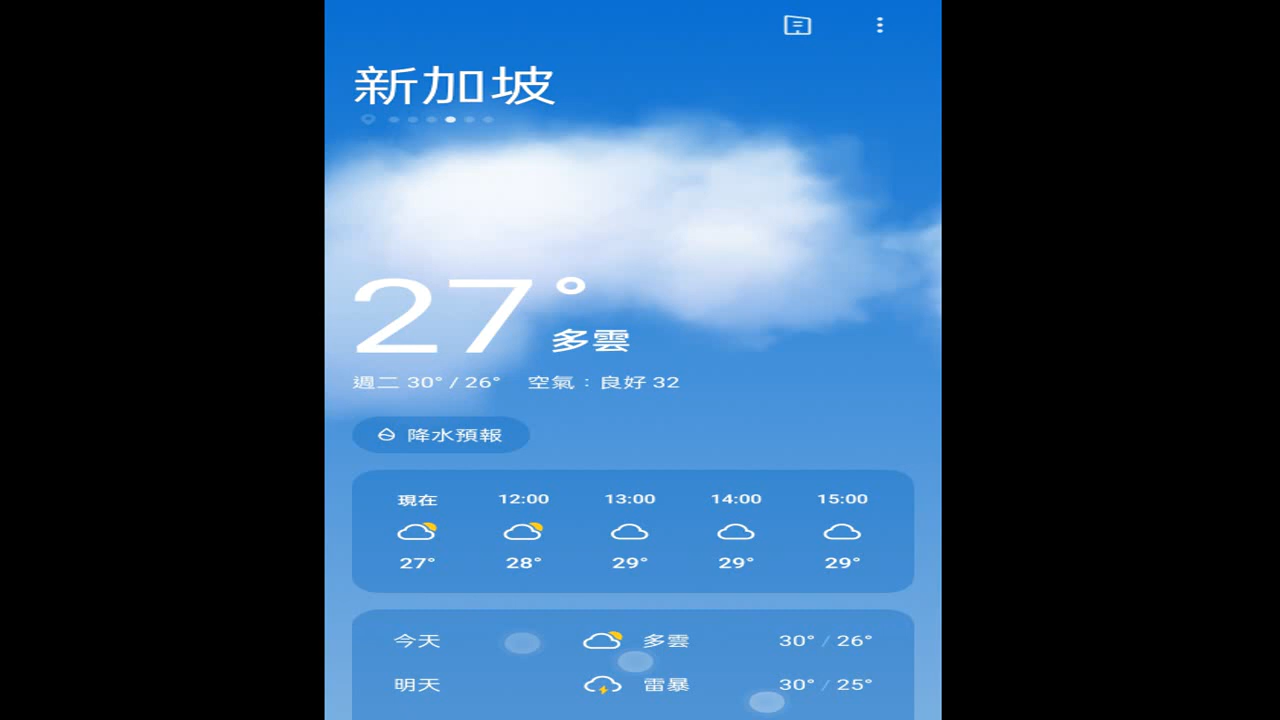 新加坡
27°
多雲
週二 30° / 26° 空氣：良好 32
降水預報
現在 12:00 13:00 14:00 15:00
27° 28° 29° 29° 29°
今天 多雲 30° / 26°
明天 雷暴 30° / 25°